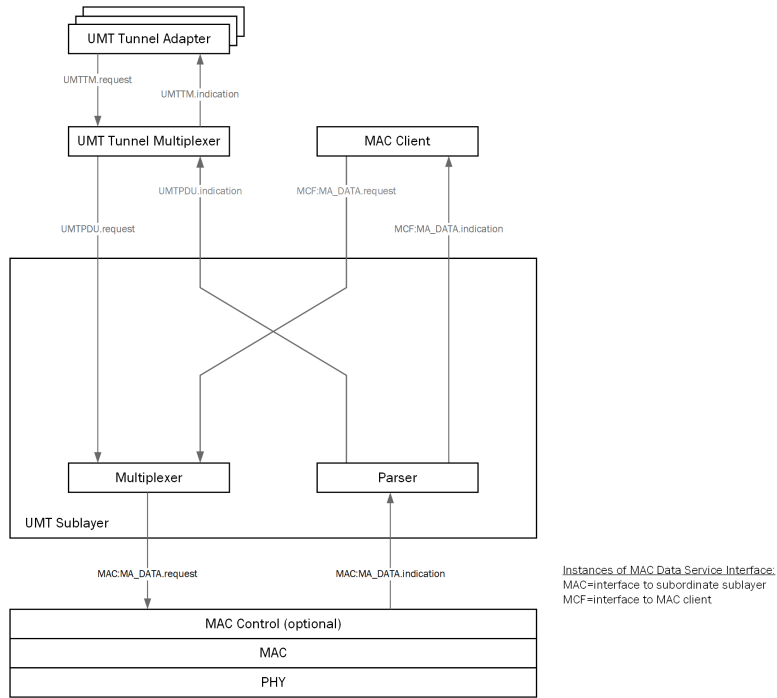 UMT Tunnel Adapter
UMTTM.request
UMTTM.indication
UMT Tunnel Multiplexer
MAC Client
UMTPDU.indication
MCF:MA_DATA.request
UMTPDU.request
MCF:MA_DATA.indication
Multiplexer
Parser
UMT Sublayer
MAC:MA_DATA.request
MAC:MA_DATA.indication
Instances of MAC Data Service Interface:
MAC=interface to subordinate sublayer
MCF=interface to MAC client
MAC Control (optional)
MAC
PHY